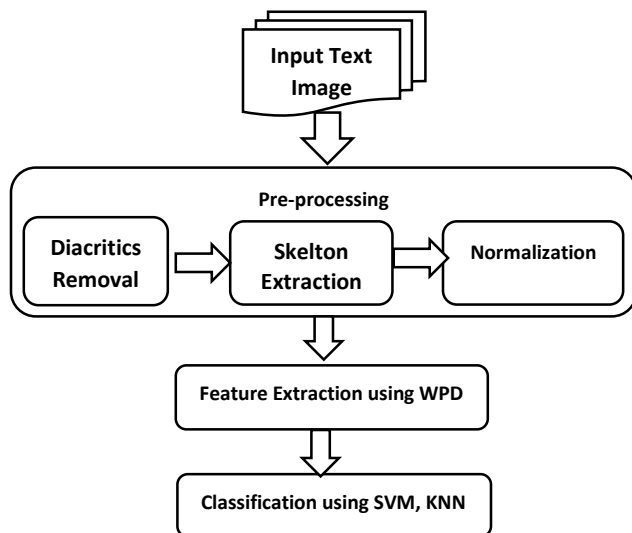 Input Text
Image
Pre-processing
Diacritics
Removal
Skelton
Extraction
Normalization
Feature Extraction using WPD
Classification using SVM, KNN